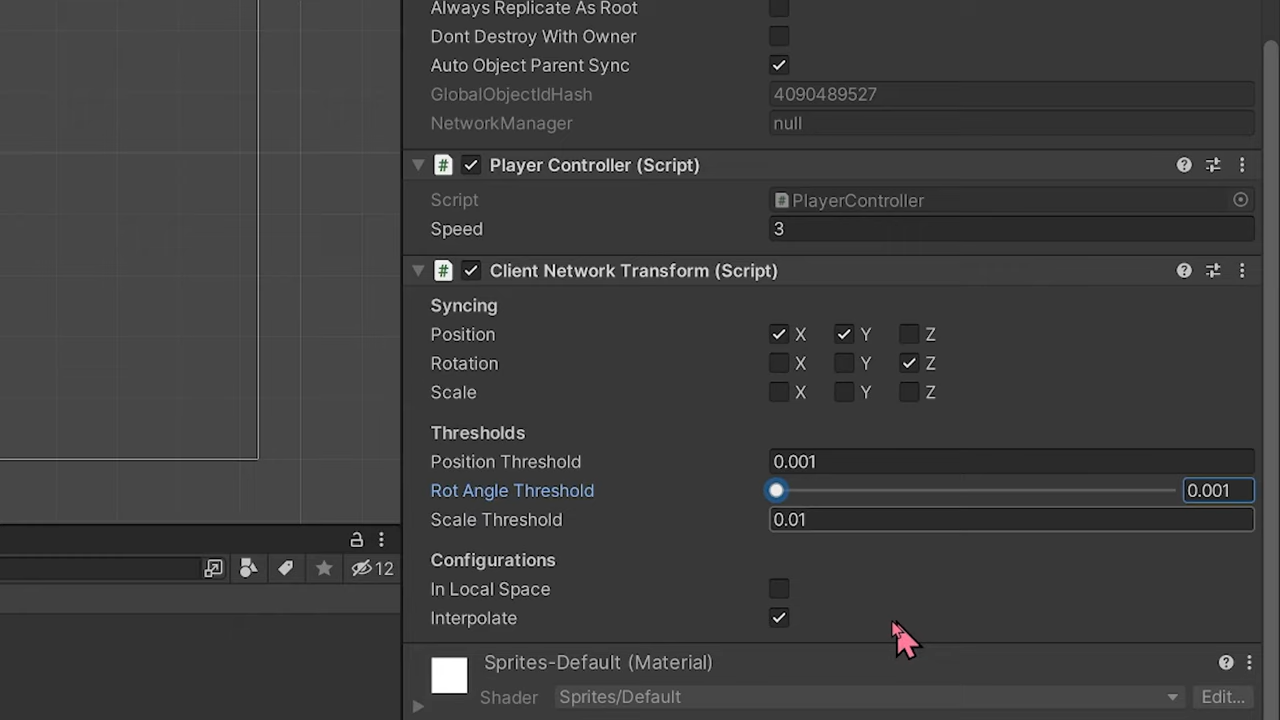 Always Replicate As Root
Dont Destroy With Owner
Auto Object Parent Sync
GlobalObjectIdHash 4090489527
NetworkManager null
# Player Controller (Script)
Script # PlayerController
Speed 3
# Client Network Transform (Script)
Syncing
Position X Y Z
Rotation X Y Z
Scale X Y Z
Thresholds
Position Threshold 0.001
Rot Angle Threshold 0.001
Scale Threshold 0.01
Configurations
12 In Local Space
Interpolate
Sprites-Default (Material)
Shader Sprites/Default Edit...